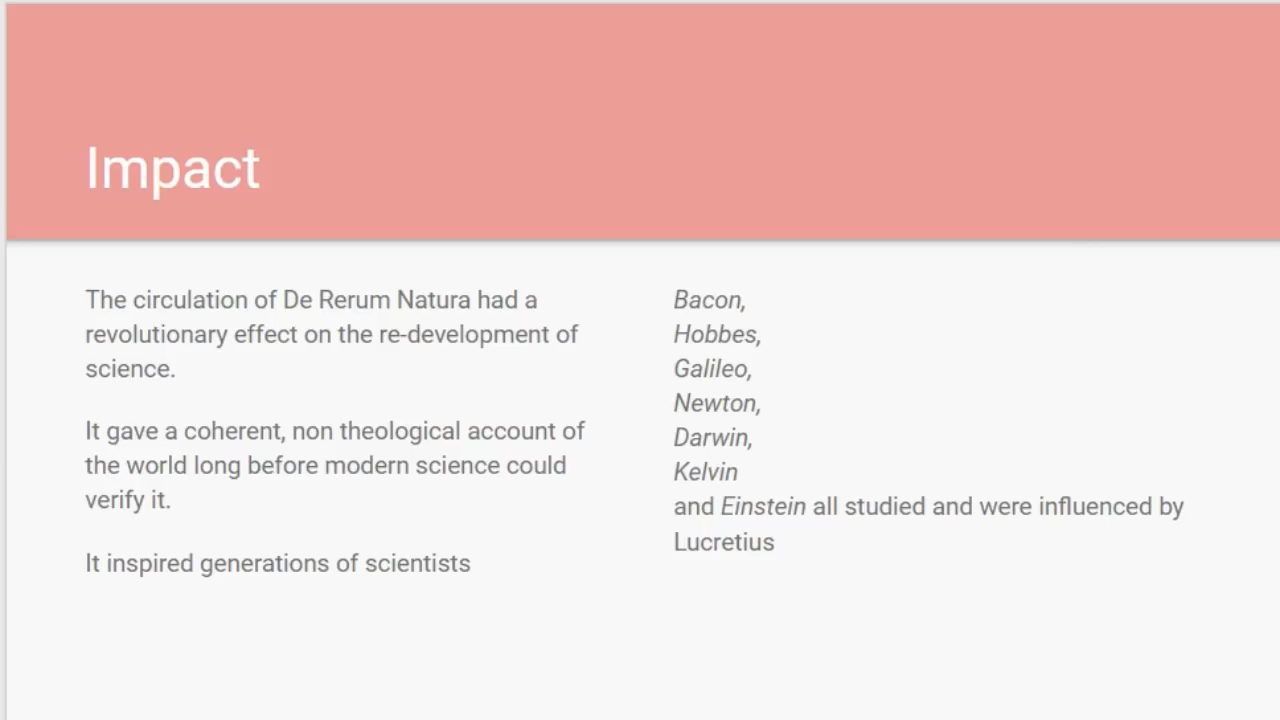 Impact
The circulation of De Rerum Natura had a
revolutionary effect on the re-development of
science.
It gave a coherent, non theological account of
the world long before modern science could
verify it.
It inspired generations of scientists
Bacon,
Hobbes,
Galileo,
Newton,
Darwin,
Kelvin
and Einstein all studied and were influenced by
Lucretius